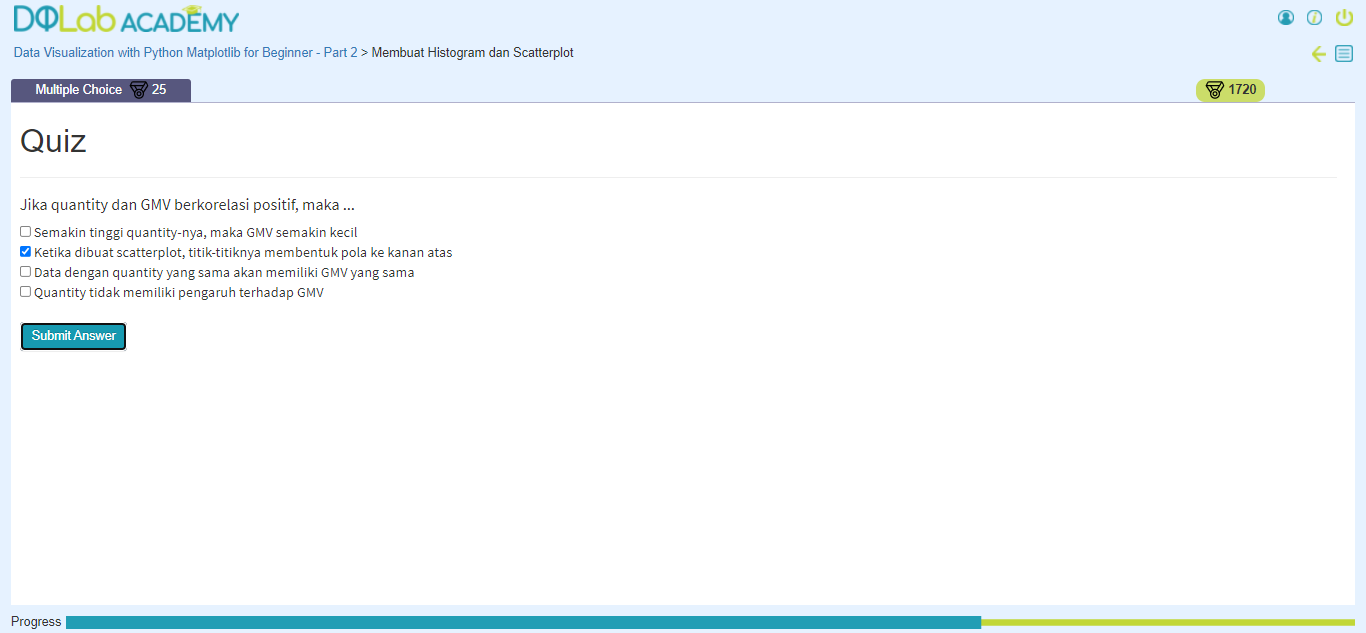 DQLab ACADEMY
Data Visualization with Python Matplotlib for Beginner - Part 2 > Membuat Histogram dan Scatterplot
Multiple Choice 25
1720
Quiz
Jika quantity dan GMV berkorelasi positif, maka ...
Semakin tinggi quantity-nya, maka GMV semakin kecil
Ketika dibuat scatterplot, titik-titiknya membentuk pola ke kanan atas
Data dengan quantity yang sama akan memiliki GMV yang sama
Quantity tidak memiliki pengaruh terhadap GMV
Submit Answer
Progress